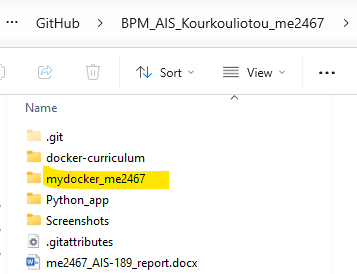 ... GitHub > BPM_AIS_Kourkouliotou_me2467 >
Sort View ...
Name
.git
docker-curriculum
mydocker_me2467
Python_app
Screenshots
.gitattributes
me2467_AIS-189_report.docx